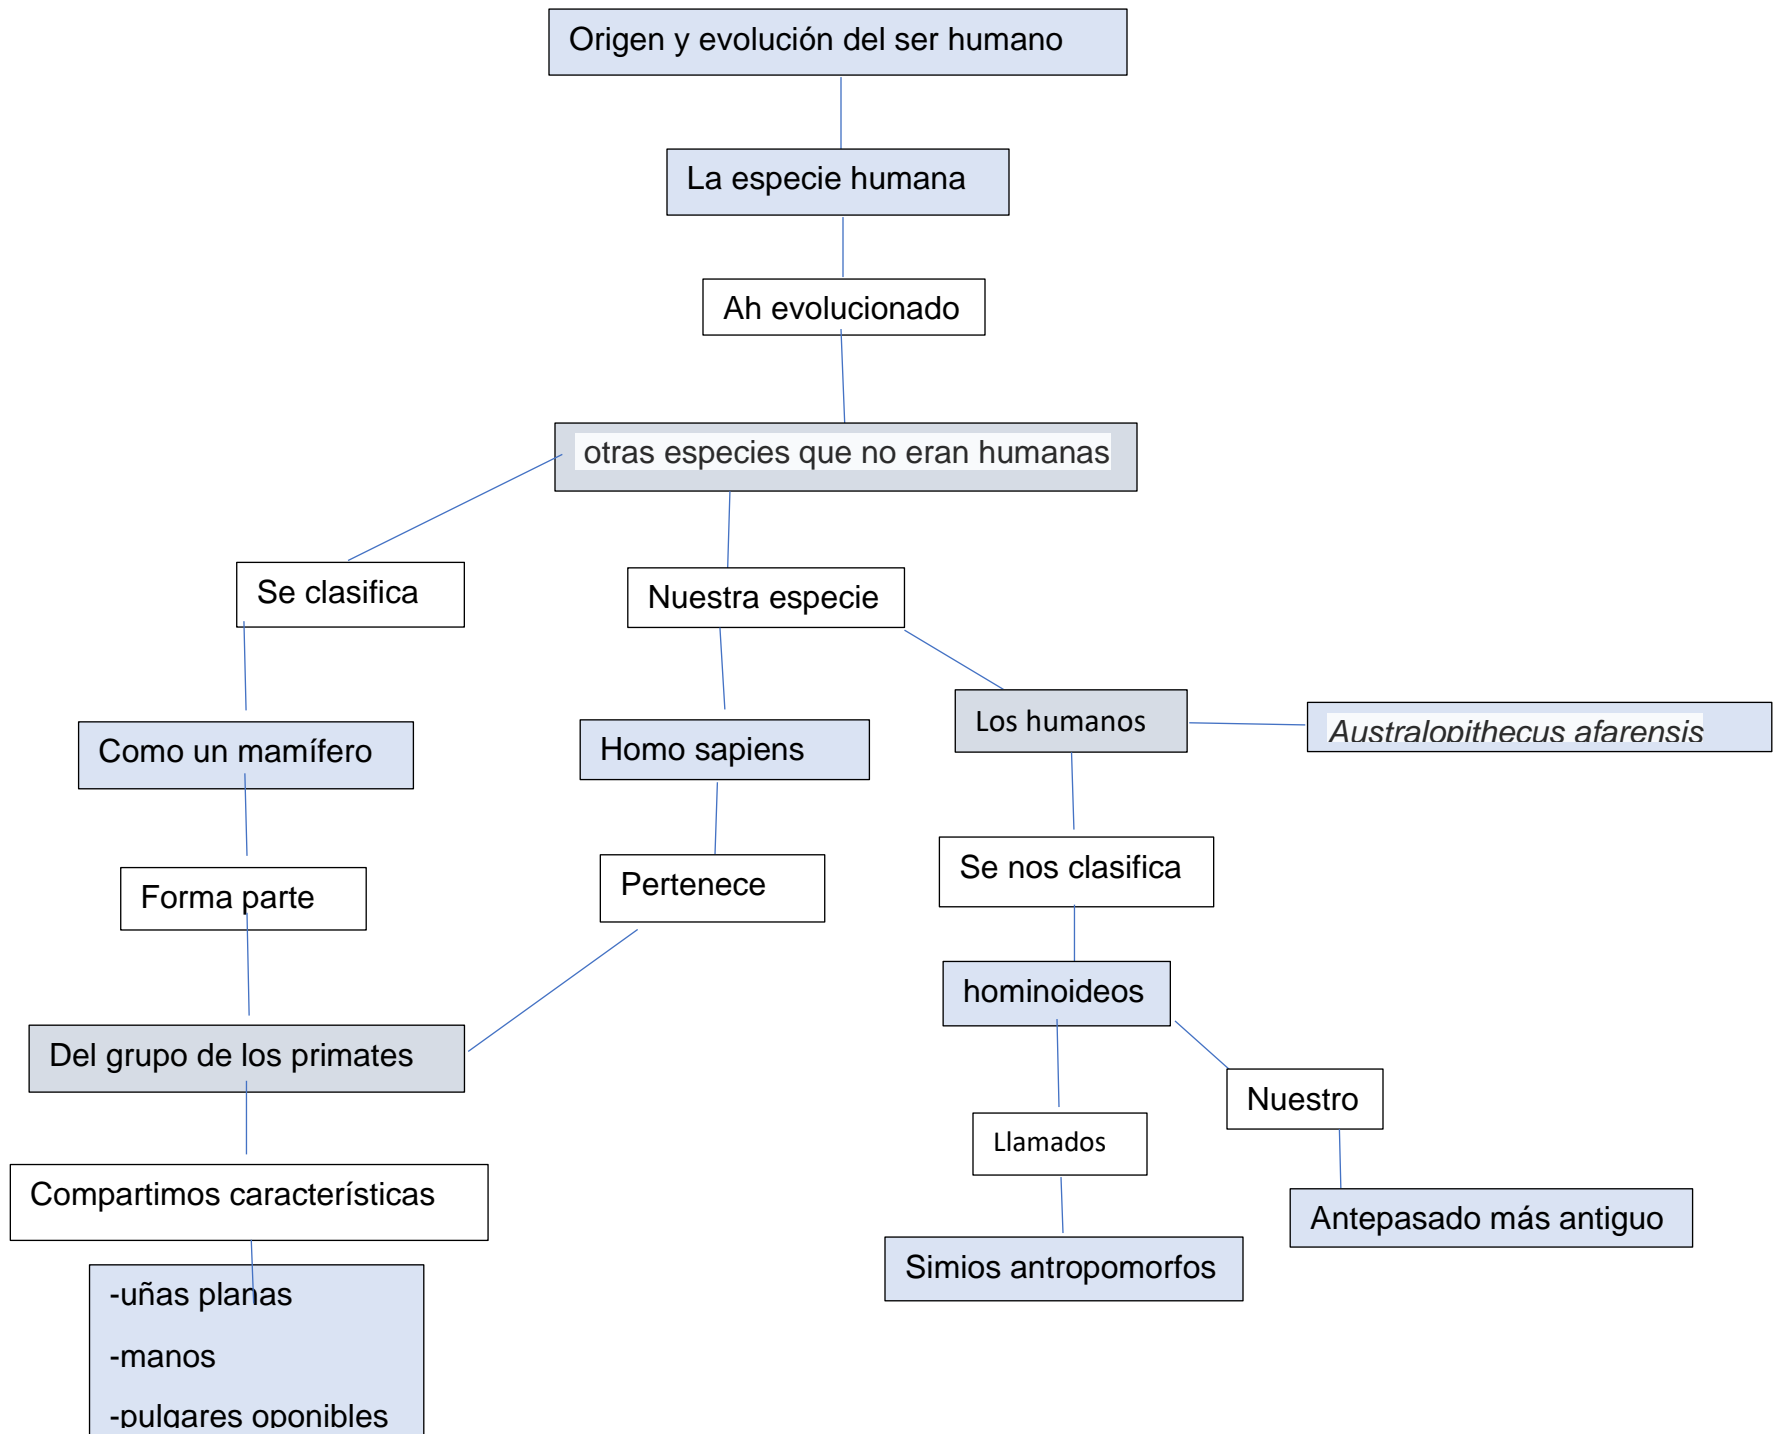 Origen y evolución del ser humano
La especie humana
Ah evolucionado
otras especies que no eran humanas
Se clasifica
Nuestra especie
Como un mamífero
Homo sapiens
Los humanos
Australopithecus afarensis
Forma parte
Pertenece
Se nos clasifica
hominoideos
Del grupo de los primates
Nuestro
Llamados
Compartimos características
Antepasado más antiguo
Simios antropomorfos
-uñas planas
-manos
-pulgares oponibles